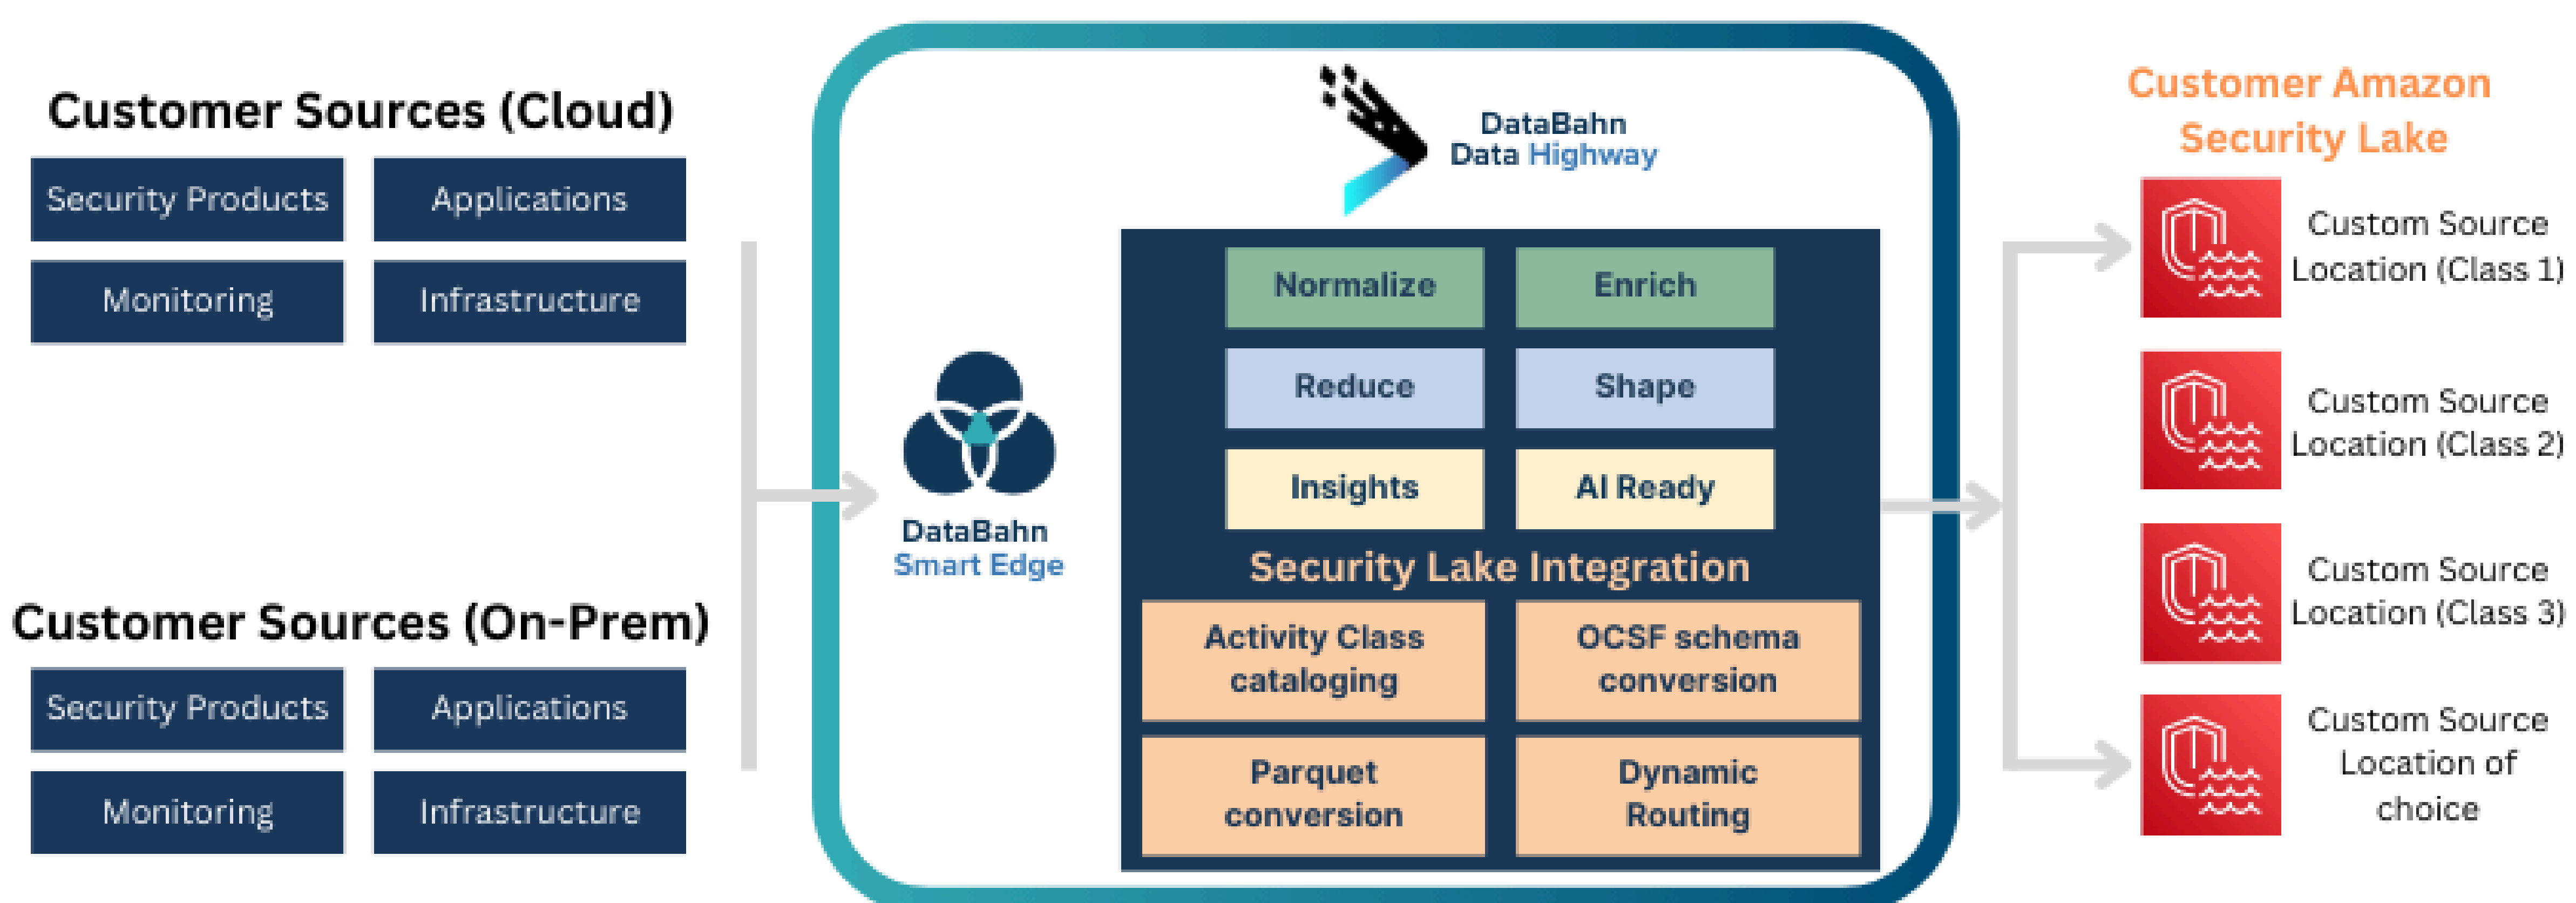 Customer Sources (Cloud)
Security Products
Applications
Monitoring
Infrastructure
Customer Sources (On-Prem)
Security Products
Applications
Monitoring
Infrastructure
DataBahn
Smart Edge
DataBahn
Data Highway
Normalize
Enrich
Reduce
Shape
Insights
AI Ready
Security Lake Integration
Activity Class
cataloging
OCSF schema
conversion
Parquet
conversion
Dynamic
Routing
Customer Amazon
Security Lake
Custom Source
Location (Class 1)
Custom Source
Location (Class 2)
Custom Source
Location (Class 3)
Custom Source
Location of
choice